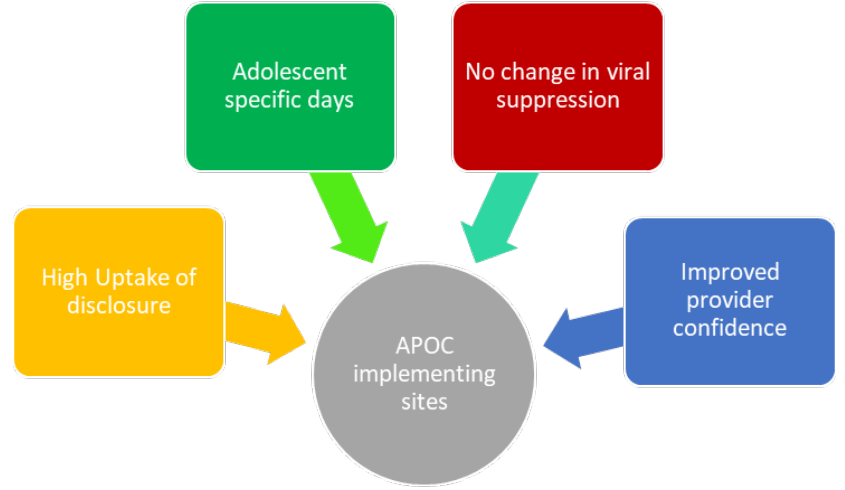 Adolescent
specific days
No change in viral
suppression
High Uptake of
disclosure
Improved
provider
confidence
APOC
implementing
sites